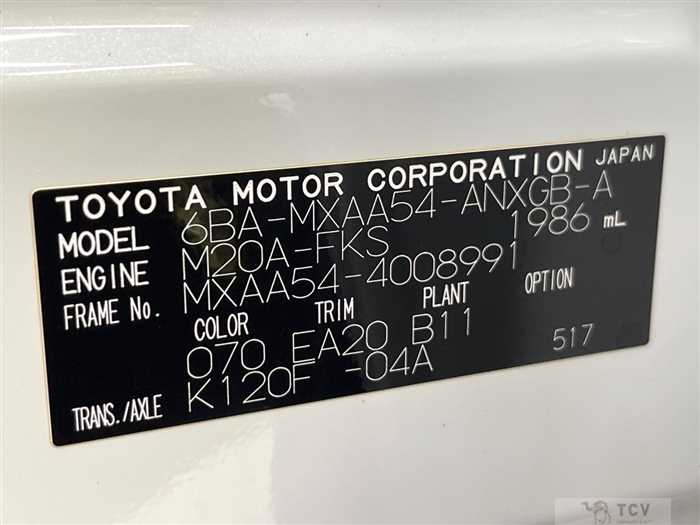 TOYOTA MOTOR CORPORATION JAPAN
MODEL 6BA-MXAA54-ANXGB-A
ENGINE M20A-FKS 1986 mL
FRAME No. MXAA54-4008991
COLOR TRIM PLANT OPTION
070 EA20 B11 517
TRANS./AXLE K120F -04A
TCV